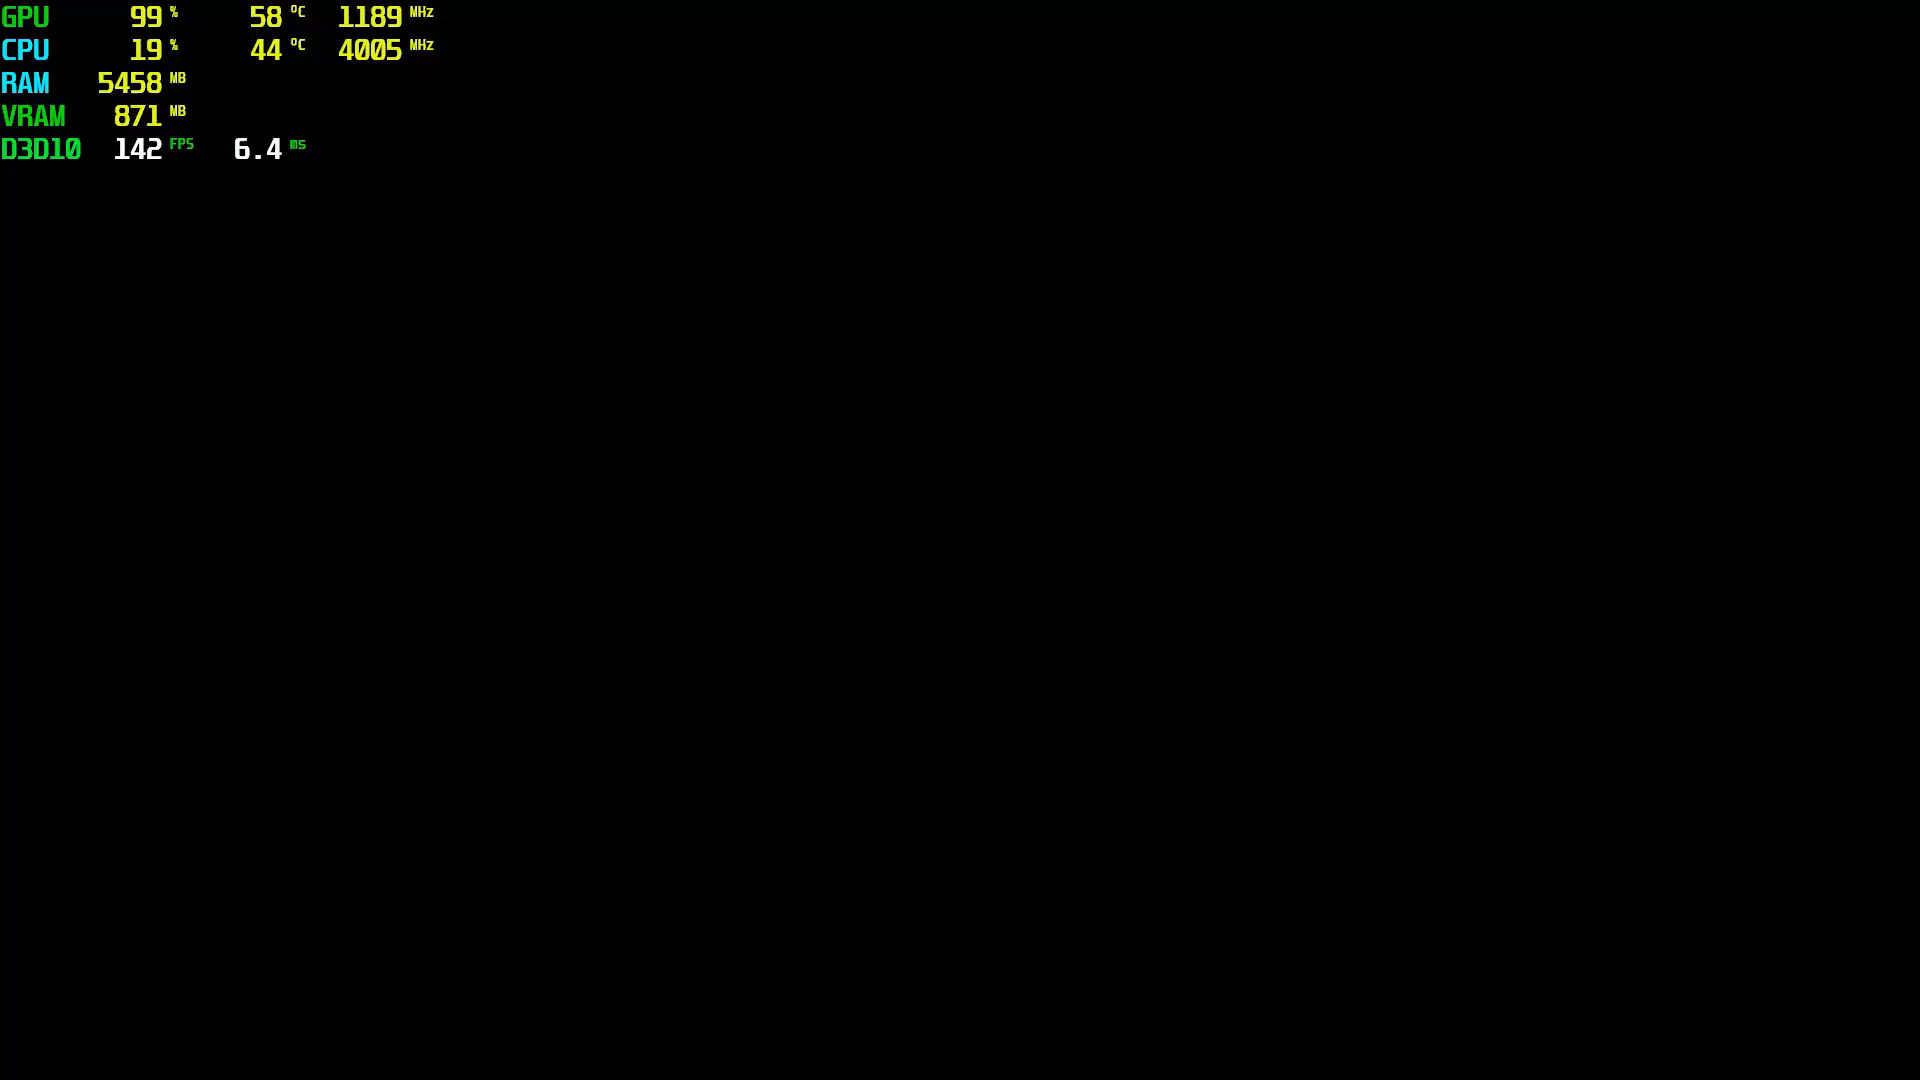 GPU 99 % 58 °C 1189 MHz
CPU 19 % 44 °C 4005 MHz
RAM 5458 MB
VRAM 871 MB
D3D10 142 FPS 6.4 ms